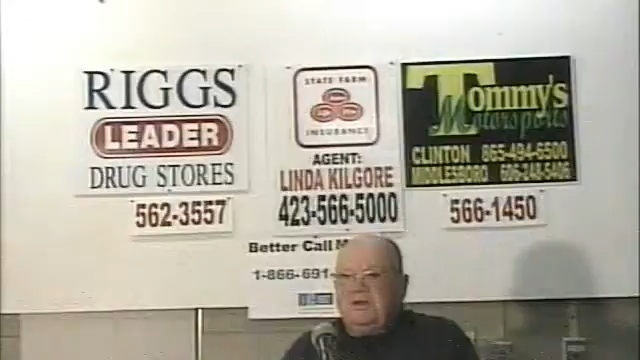 RIGGS
LEADER
DRUG STORES
562-3557
STATE FARM
INSURANCE
AGENT:
LINDA KILGORE
423-566-5000
Tommy's
Motorsports
CLINTON 865-494-6500
MIDDLESBORO 606-248-5406
566-1450
Better Call
1-866-691-